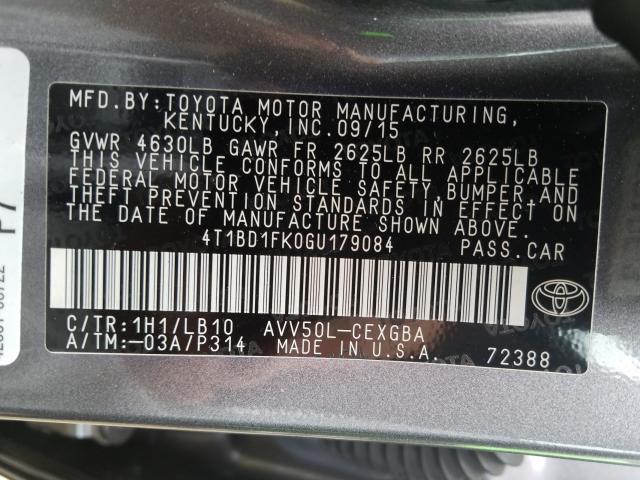 MFD.BY:TOYOTA MOTOR MANUFACTURING,
KENTUCKY,INC.09/15
GVWR 4630LB GAWR FR 2625LB RR 2625LB
THIS VEHICLE CONFORMS TO ALL APPLICABLE
FEDERAL MOTOR VEHICLE SAFETY,BUMPER,AND
THEFT PREVENTION STANDARDS IN EFFECT ON
THE DATE OF MANUFACTURE SHOWN ABOVE.
4T1BD1FK0GU179084 PASS.CAR
C/TR:1H1/LB10 AVV50L-CEXGBA
A/TM:-03A/P314 MADE IN U.S.A. 72388